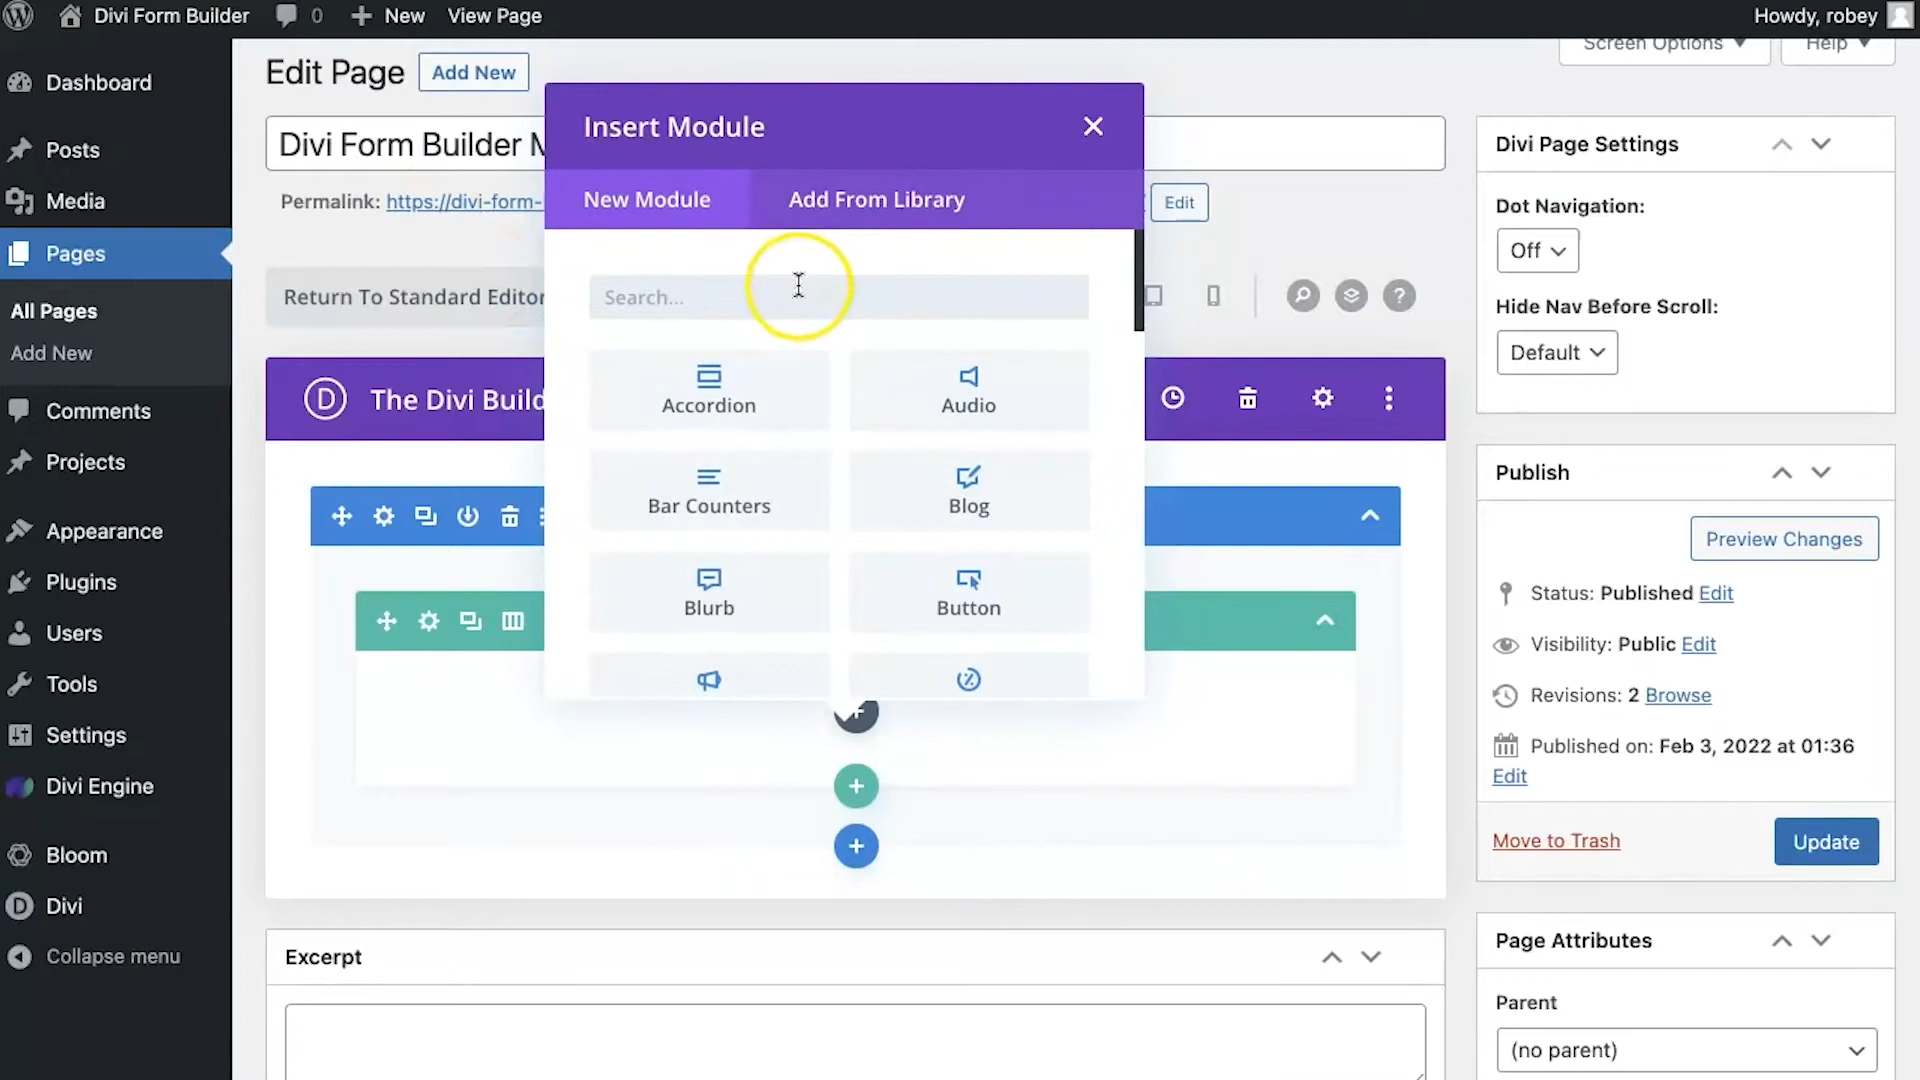 Divi Form Builder 0 New View Page Howdy, robey
Dashboard
Posts
Media
Pages
All Pages
Add New
Comments
Projects
Appearance
Plugins
Users
Tools
Settings
Divi Engine
Bloom
Divi
Collapse menu
Screen Options Help
Edit Page Add New
Divi Form Builder M
Permalink: https://divi-form- Edit
Return To Standard Editor
The Divi Build
Insert Module
New Module Add From Library
Search...
Accordion Audio
Bar Counters Blog
Blurb Button
Excerpt
Divi Page Settings
Dot Navigation:
Off
Hide Nav Before Scroll:
Default
Publish
Preview Changes
Status: Published Edit
Visibility: Public Edit
Revisions: 2 Browse
Published on: Feb 3, 2022 at 01:36
Edit
Move to Trash Update
Page Attributes
Parent
(no parent)